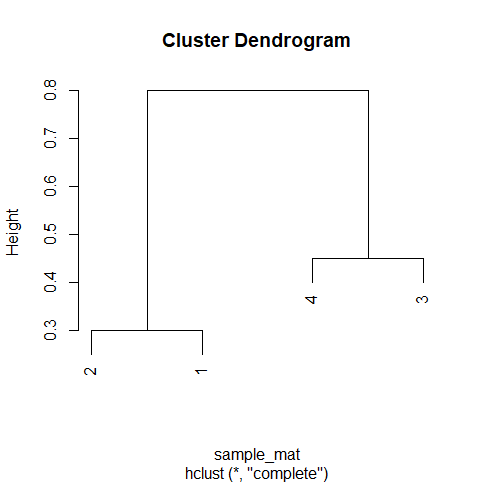 Cluster Dendrogram
Height
0.8
0.7
0.6
0.5
0.4
0.3
2
1
4
3
sample_mat
hclust (*, "complete")